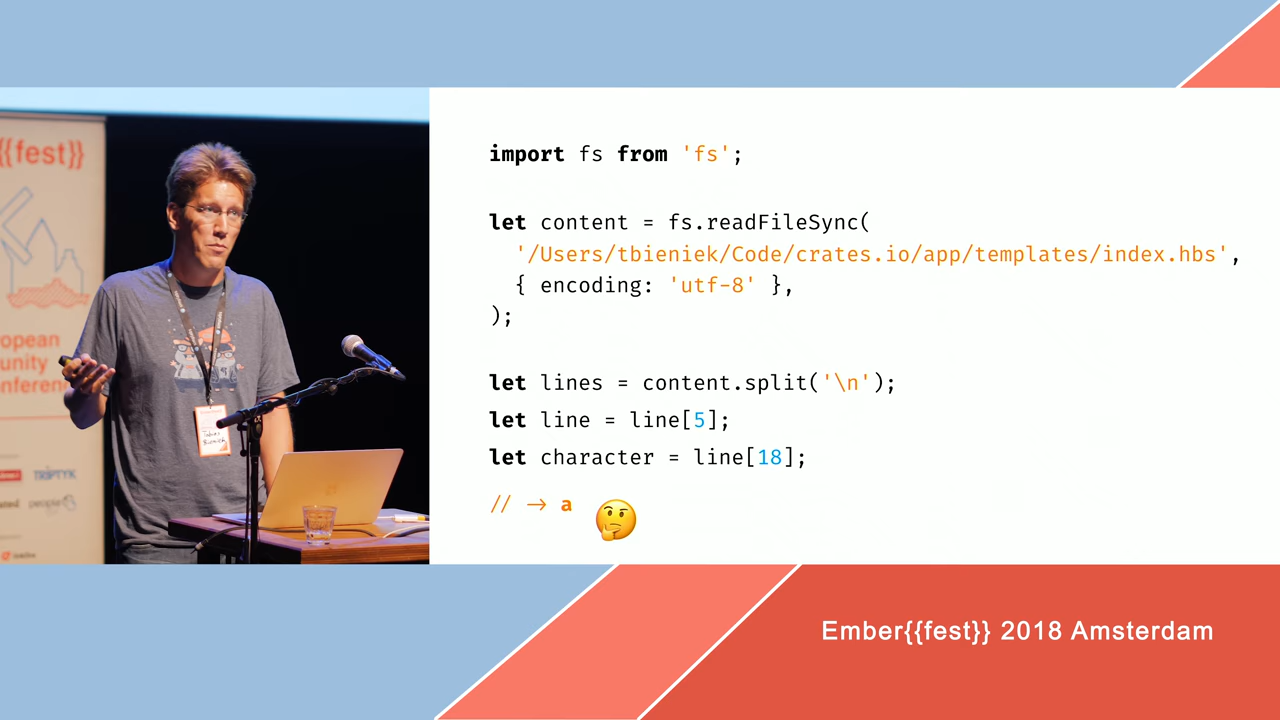 {{fest}}
opean
unity
onferen
TRIPTYK
people
import fs from 'fs';
let content = fs.readFileSync(
'/Users/tbieniek/Code/crates.io/app/templates/index.hbs',
{ encoding: 'utf-8' },
);
let lines = content.split('\n');
let line = line[5];
let character = line[18];
// → a
Ember{{fest}} 2018 Amsterdam